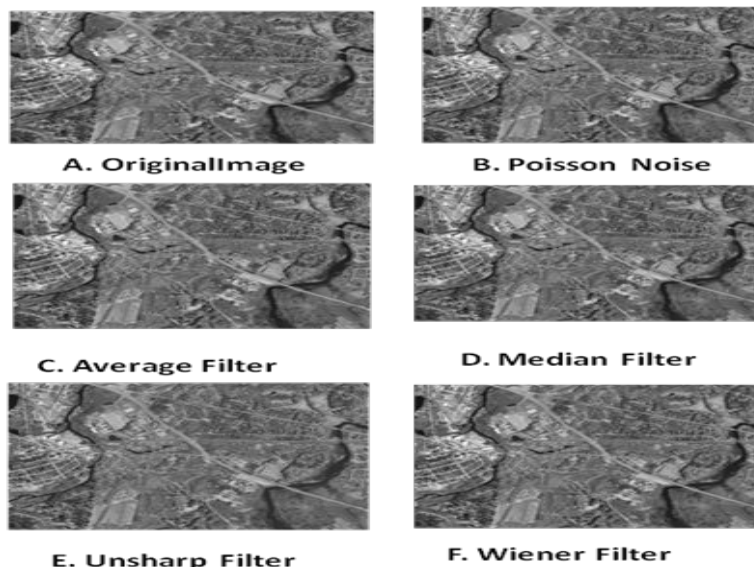 A. OriginalImage
B. Poisson Noise
C. Average Filter
D. Median Filter
E. Unsharp Filter
F. Wiener Filter